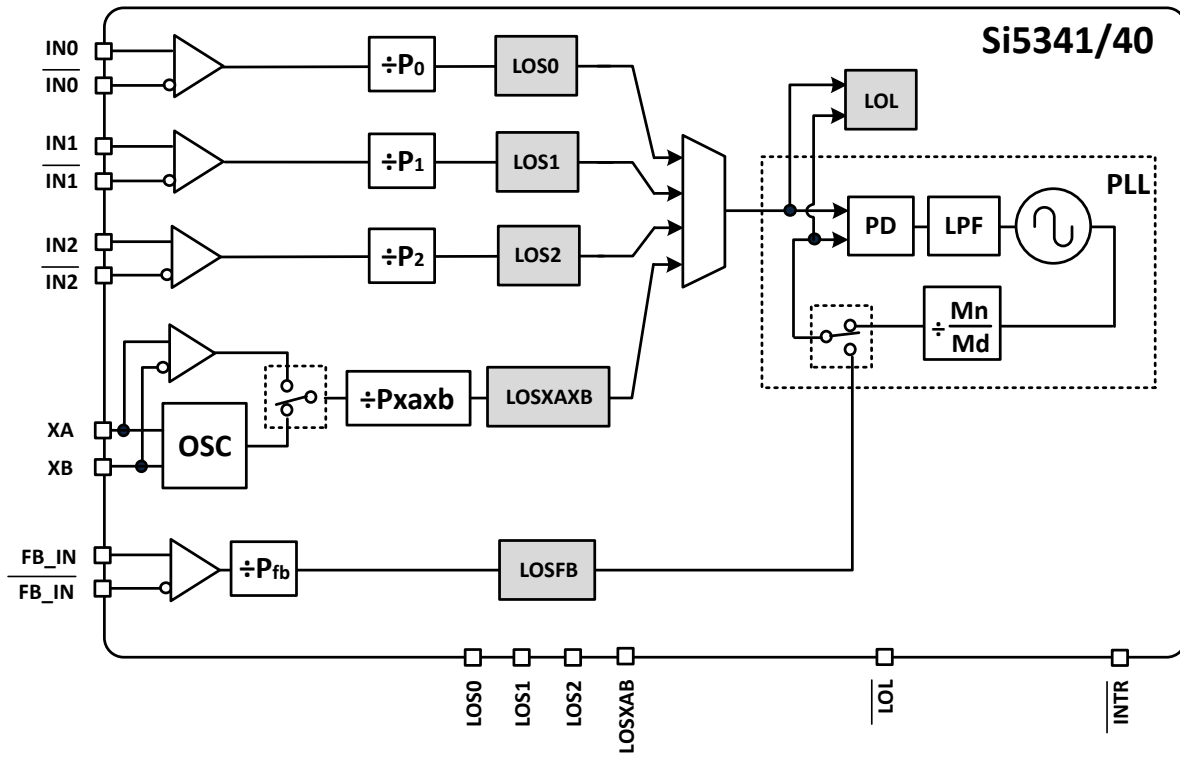 Si5341/40
IN0
IN0
÷P0
LOS0
LOL
IN1
IN1
÷P1
LOS1
PLL
IN2
IN2
÷P2
LOS2
PD
LPF
÷ Mn
Md
÷Pxaxb
LOSXAXB
XA
XB
OSC
FB_IN
FB_IN
÷Pfb
LOSFB
LOS0
LOS1
LOS2
LOSXAB
LOL
INTR